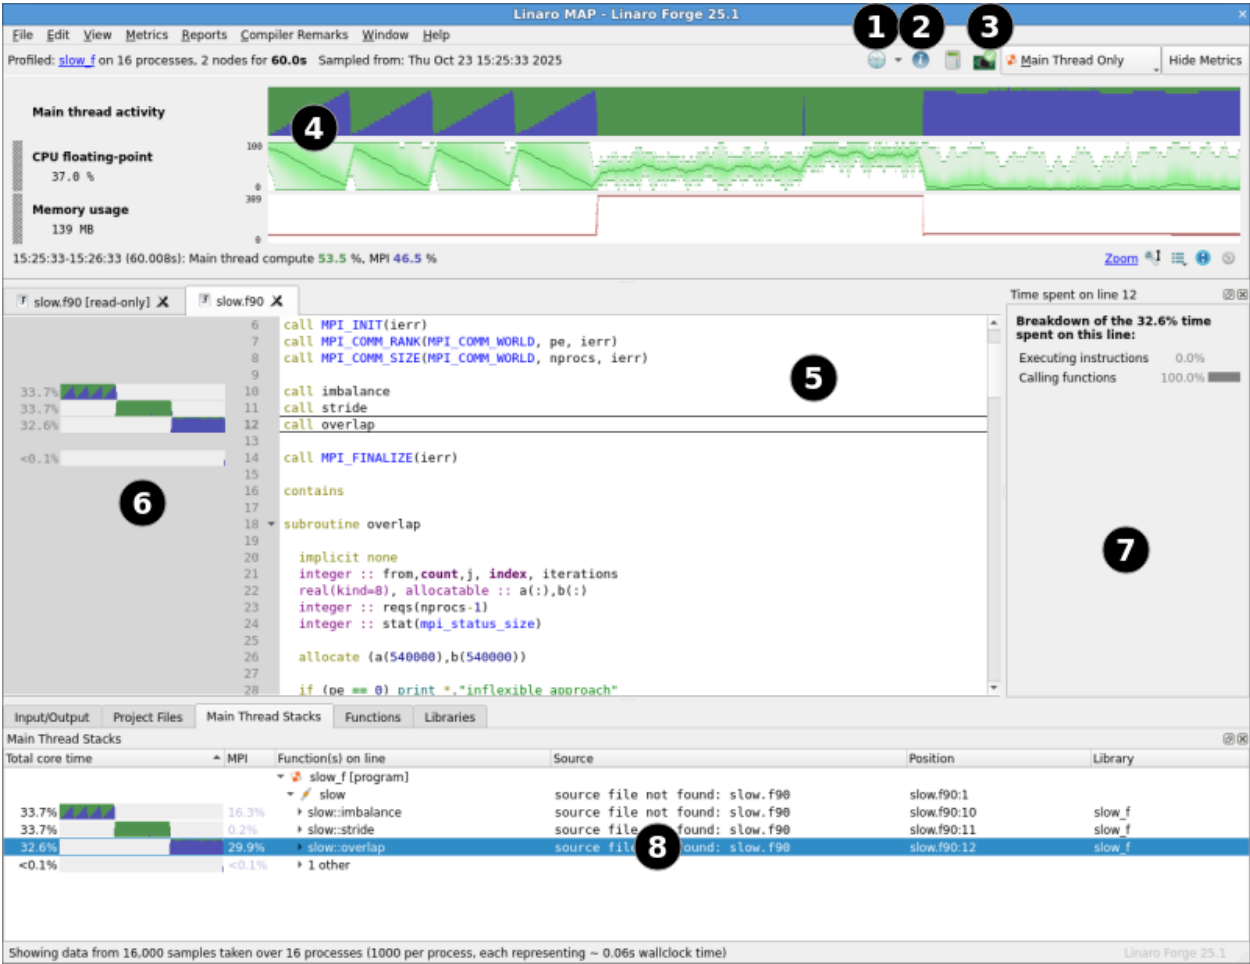 Linaro MAP - Linaro Forge 25.1
1 2 3
File Edit View Metrics Reports Compiler Remarks Window Help
Profiled: slow_f on 16 processes, 2 nodes for 60.0s Sampled from: Thu Oct 23 15:25:33 2025 Main Thread Only Hide Metrics
Main thread activity
4
CPU floating-point 100
37.0 % 0
Memory usage 309
139 MB
0
15:25:33-15:26:33 (60.008s): Main thread compute 53.5 %, MPI 46.5 % Zoom
slow.f90 [read-only] X slow.f90 X
Time spent on line 12
Breakdown of the 32.6% time
spent on this line:
Executing instructions 0.0%
Calling functions 100.0%
7
6 call MPI_INIT(ierr)
7 call MPI_COMM_RANK(MPI_COMM_WORLD, pe, ierr)
8 call MPI_COMM_SIZE(MPI_COMM_WORLD, nprocs, ierr)
9
5
33.7% 10 call imbalance
33.7% 11 call stride
32.6% 12 call overlap
13
<0.1% 14 call MPI_FINALIZE(ierr)
15
16 contains
6
17
18 subroutine overlap
19
20 implicit none
21 integer :: from,count,j, index, iterations
22 real(kind=8), allocatable :: a(:),b(:)
23 integer :: reqs(nprocs-1)
24 integer :: stat(mpi_status_size)
25
26 allocate (a(540000),b(540000))
27
28 if (pe == 0) print *,"inflexible approach"
Input/Output Project Files Main Thread Stacks Functions Libraries
Main Thread Stacks
Total core time MPI Function(s) on line Source Position Library
slow_f [program]
slow source file not found: slow.f90 slow.f90:1
33.7% 16.3% slow::imbalance source file not found: slow.f90 slow.f90:10 slow_f
33.7% 0.2% slow::stride source file not found: slow.f90 slow.f90:11 slow_f
32.6% 29.9% slow::overlap source file not found: slow.f90 slow.f90:12 slow_f
8
<0.1% <0.1% 1 other
Showing data from 16,000 samples taken over 16 processes (1000 per process, each representing ~ 0.06s wallclock time) Linaro Forge 25.1